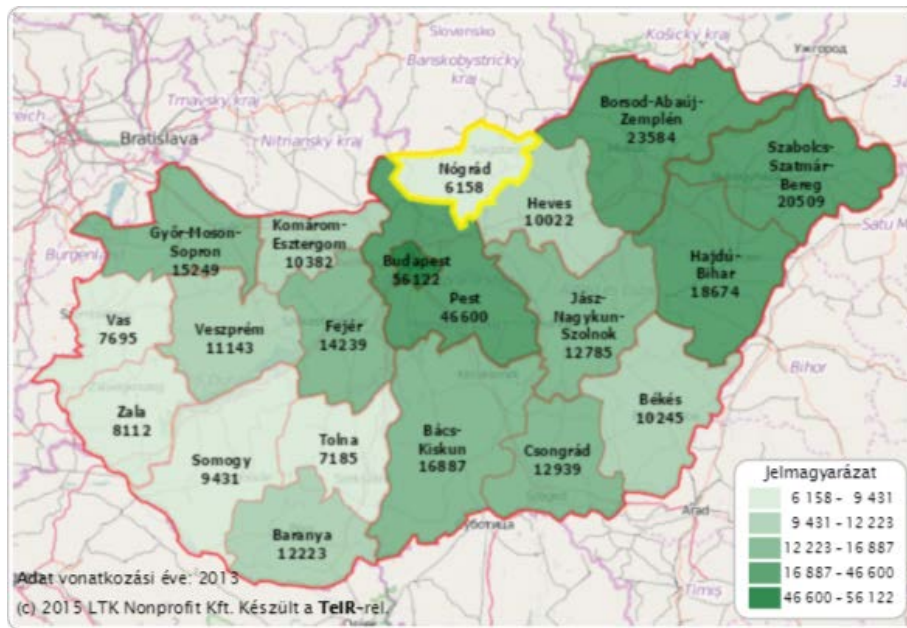 Slovensko
Banskobystrický
kraj
Košický kraj
Ужгород
Trnavský kraj
Bratislava
Nitriansky kraj
Borsod-Abaúj-
Zemplén
23584
Szabolcs-
Szatmár-
Bereg
20509
Nógrád
6158
Heves
10022
Satu M
Győr-Moson-
Sopron
15249
Komárom-
Esztergom
10382
Burgenland
Budapest
56122
Hajdú-
Bihar
18674
Pest
46600
Jász-
Nagykun-
Szolnok
12785
Vas
7695
Veszprém
11143
Fejér
14239
Bihor
Békés
10245
Zala
8112
Somogy
9431
Tolna
7185
Bács-
Kiskun
16887
Csongrád
12939
Baranya
12223
Arad
Timiș
Jelmagyarázat
6 158 - 9 431
9 431 - 12 223
12 223 - 16 887
16 887 - 46 600
46 600 - 56 122
Adat vonatkozási éve: 2013
(c) 2015 LTK Nonprofit Kft. Készült a TeIR-rel.